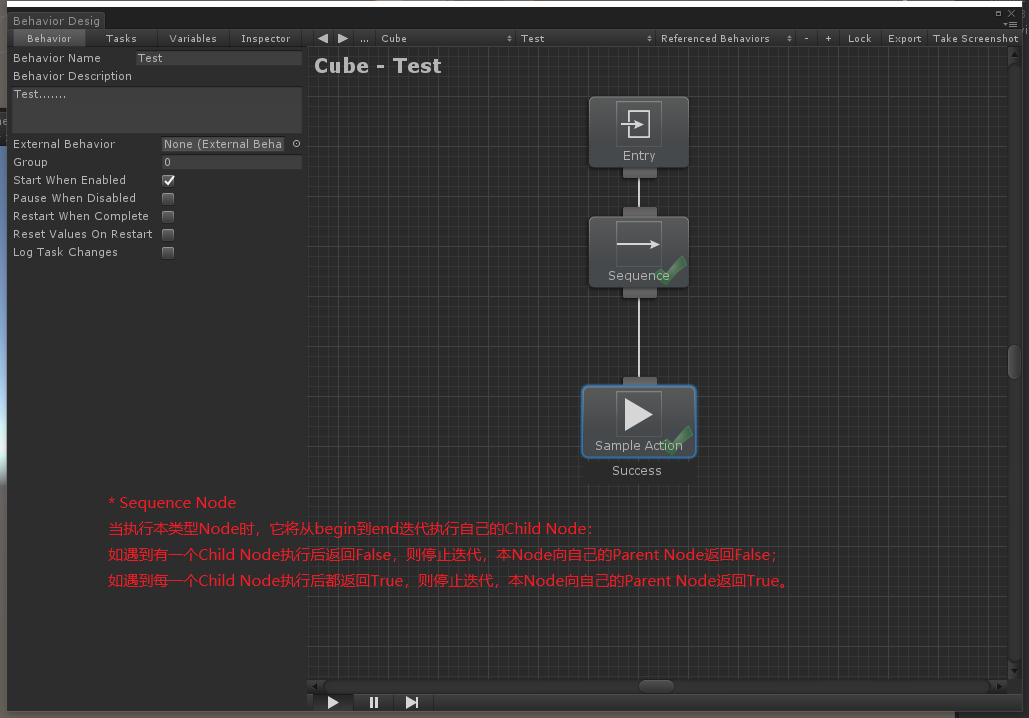 Behavior Desig
Behavior Tasks Variables Inspector
... Cube Test Referenced Behaviors - + Lock Export Take Screenshot
Behavior Name Test
Behavior Description
Test.......
External Behavior None (External Beha
Group 0
Start When Enabled
Pause When Disabled
Restart When Complete
Reset Values On Restart
Log Task Changes
Cube - Test
Entry
Sequence
Sample Action
Success
* Sequence Node
当执行本类型Node时，它将从begin到end迭代执行自己的Child Node：
如遇到有一个Child Node执行后返回False，则停止迭代，本Node向自己的Parent Node返回False；
如遇到每一个Child Node执行后都返回True，则停止迭代，本Node向自己的Parent Node返回True。